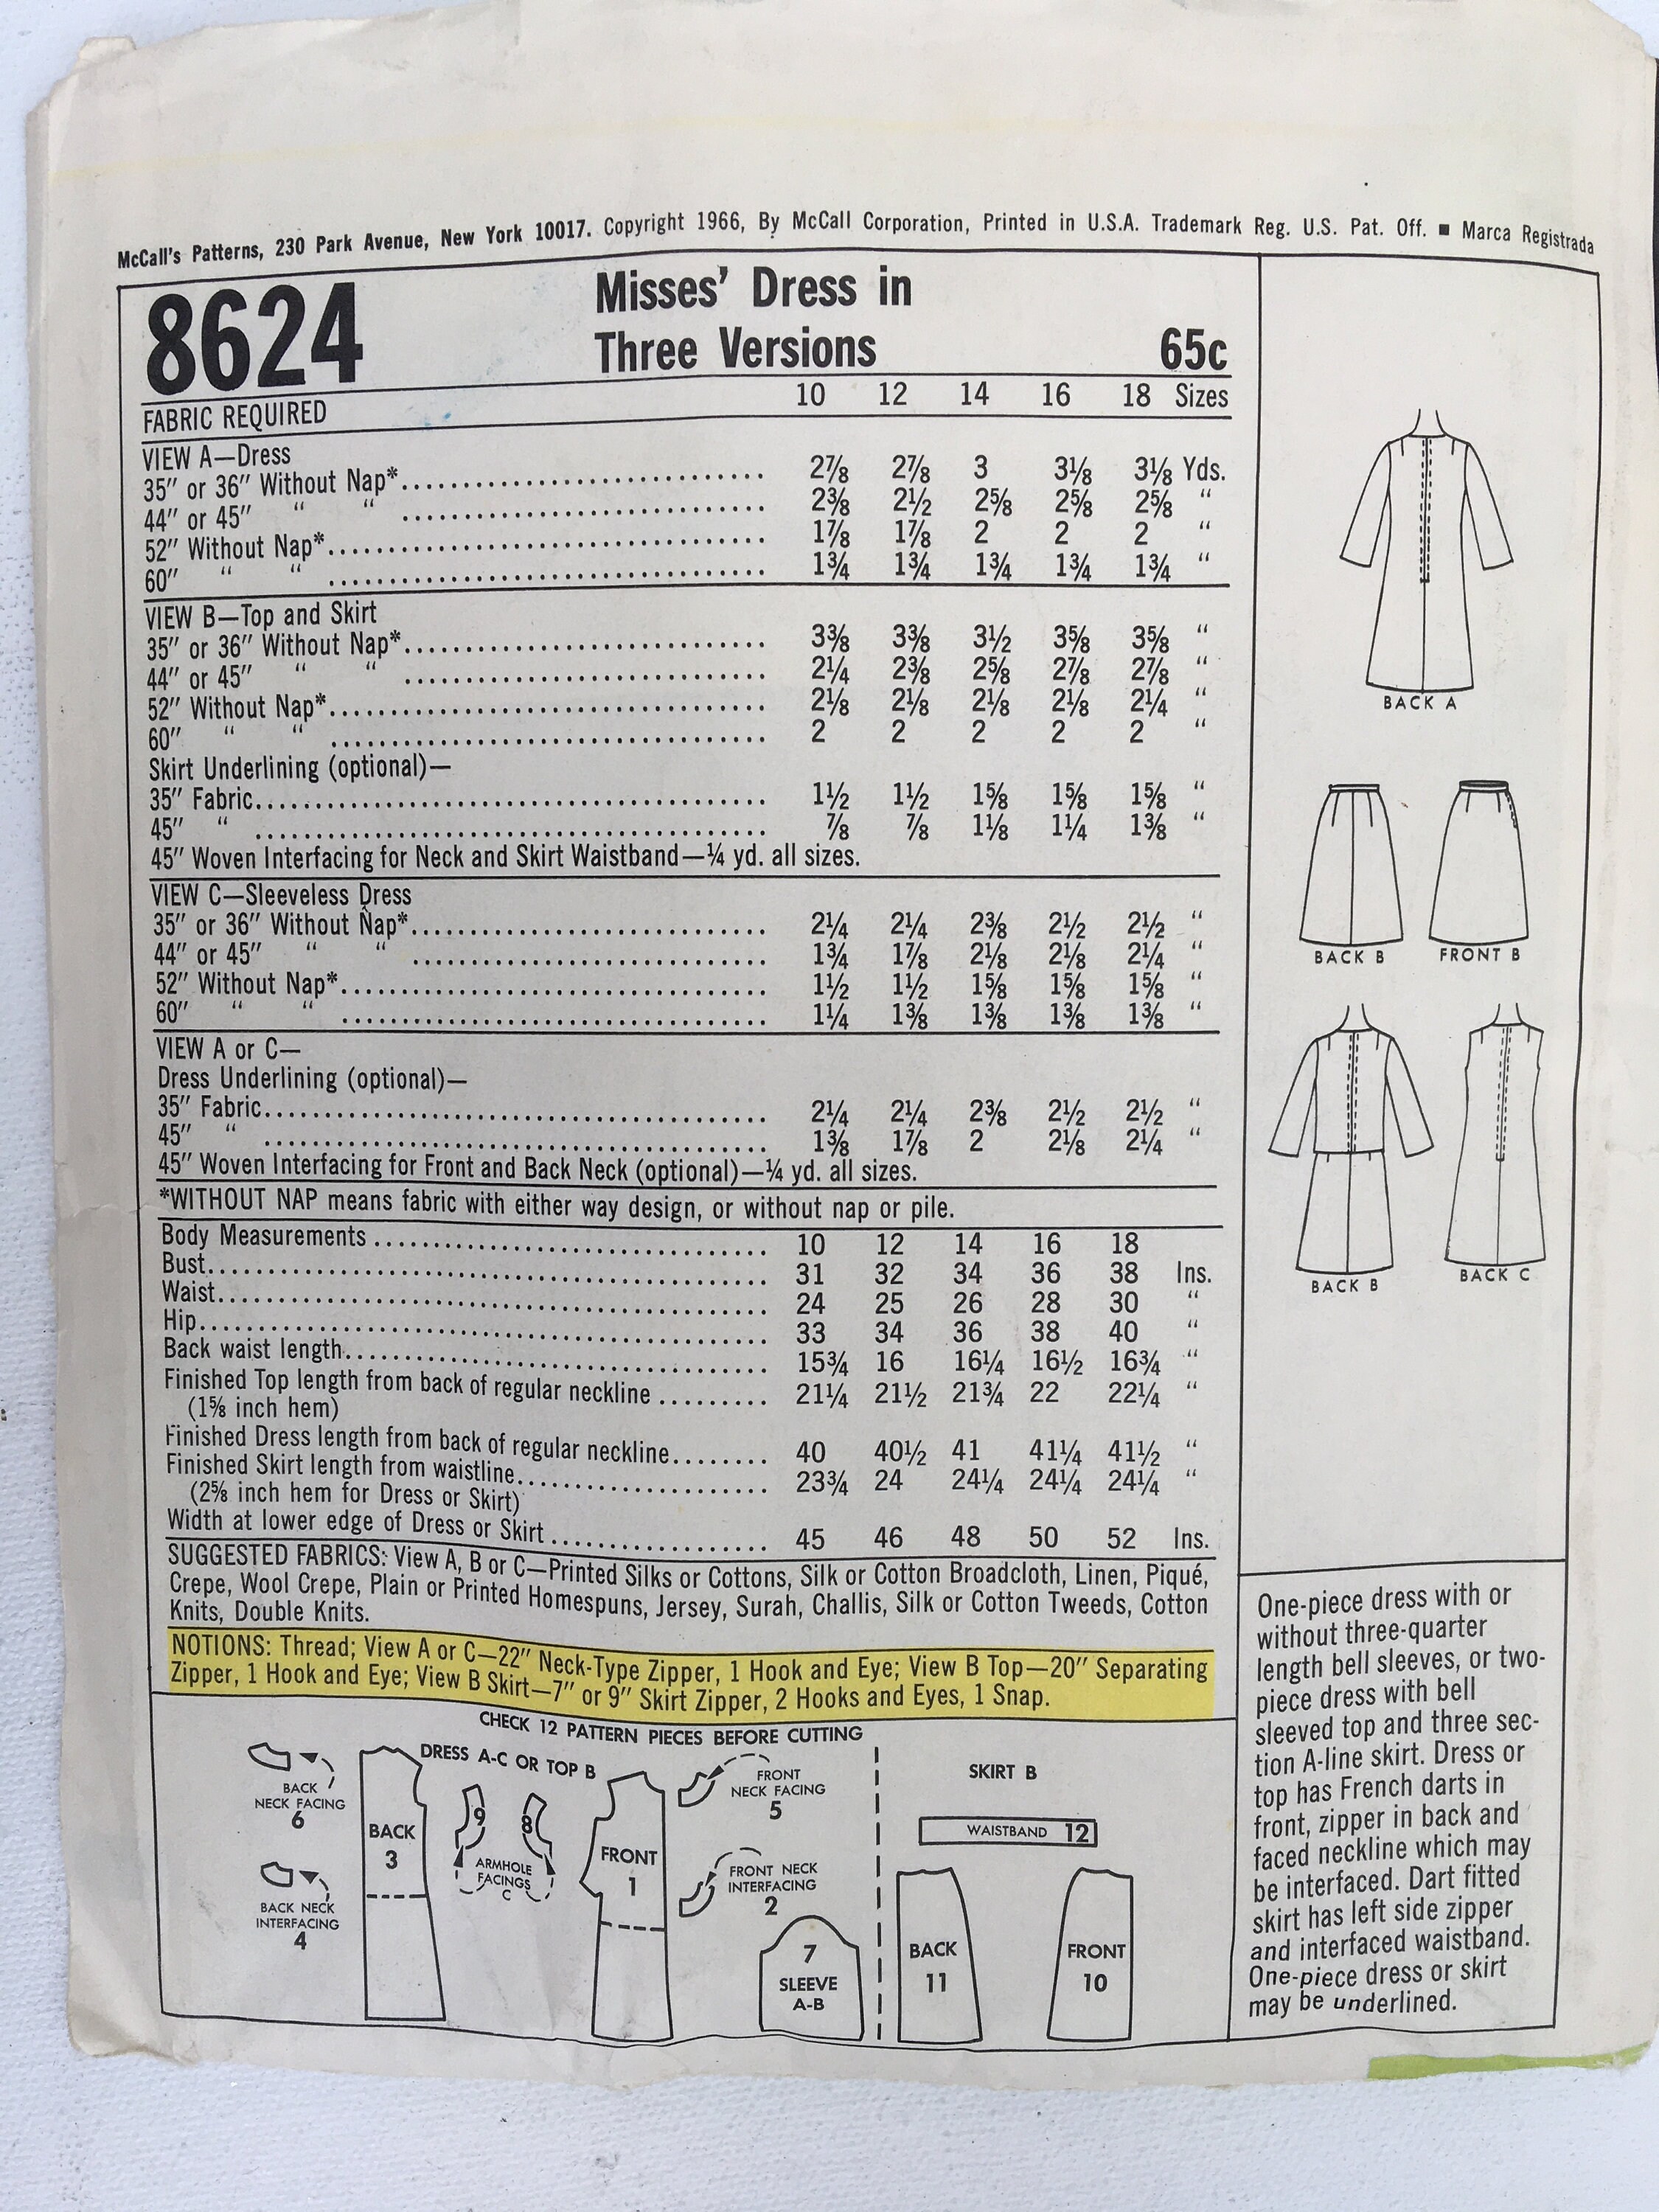 McCall's Patterns, 230 Park Avenue, New York 10017. Copyright 1966, By McCall Corporation, Printed in U.S.A. Trademark Reg. U.S. Pat. Off. ■ Marca Registrada
8624
Misses' Dress in
Three Versions 65c
FABRIC REQUIRED 10 12 14 16 18 Sizes
VIEW A—Dress
35″ or 36″ Without Nap*.............................. 2⅞ 2⅞ 3 3⅛ 3⅛ Yds.
44″ or 45″ “ “ .............................. 2⅜ 2½ 2⅝ 2⅝ 2⅝ “
52″ Without Nap*.............................. 1⅞ 1⅞ 2 2 2 “
60″ “ “ .............................. 1¾ 1¾ 1¾ 1¾ 1¾ “
VIEW B—Top and Skirt
35″ or 36″ Without Nap*.............................. 3⅜ 3⅜ 3½ 3⅝ 3⅝ “
44″ or 45″ “ “ .............................. 2¼ 2⅜ 2⅝ 2⅞ 2⅞ “
52″ Without Nap*.............................. 2⅛ 2⅛ 2⅛ 2⅛ 2¼ “
60″ “ “ .............................. 2 2 2 2 2 “
Skirt Underlining (optional)—
35″ Fabric.............................. 1½ 1½ 1⅝ 1⅝ 1⅝ “
45″ “ .............................. ⅞ ⅞ 1⅛ 1¼ 1⅜ “
45″ Woven Interfacing for Neck and Skirt Waistband—¼ yd. all sizes.
VIEW C—Sleeveless Dress
35″ or 36″ Without Nap*.............................. 2¼ 2¼ 2⅜ 2½ 2½ “
44″ or 45″ “ “ .............................. 1¾ 1⅞ 2⅛ 2⅛ 2¼ “
52″ Without Nap*.............................. 1½ 1½ 1⅝ 1⅝ 1⅝ “
60″ “ “ .............................. 1¼ 1⅜ 1⅜ 1⅜ 1⅜ “
VIEW A or C—
Dress Underlining (optional)—
35″ Fabric.............................. 2¼ 2¼ 2⅜ 2½ 2½ “
45″ “ .............................. 1⅜ 1⅞ 2 2⅛ 2¼ “
45″ Woven Interfacing for Front and Back Neck (optional)—¼ yd. all sizes.
*WITHOUT NAP means fabric with either way design, or without nap or pile.
Body Measurements .............................. 10 12 14 16 18
Bust.............................. 31 32 34 36 38 Ins.
Waist.............................. 24 25 26 28 30 “
Hip.............................. 33 34 36 38 40 “
Back waist length.............................. 15¾ 16 16¼ 16½ 16¾ “
Finished Top length from back of regular neckline ......... 21¼ 21½ 21¾ 22 22¼ “
(1⅝ inch hem)
Finished Dress length from back of regular neckline........ 40 40½ 41 41¼ 41½ “
Finished Skirt length from waistline.............................. 23¾ 24 24¼ 24¼ 24¼ “
(2⅝ inch hem for Dress or Skirt)
Width at lower edge of Dress or Skirt .................... 45 46 48 50 52 Ins.
SUGGESTED FABRICS: View A, B or C—Printed Silks or Cottons, Silk or Cotton Broadcloth, Linen, Piqué,
Crepe, Wool Crepe, Plain or Printed Homespuns, Jersey, Surah, Challis, Silk or Cotton Tweeds, Cotton
Knits, Double Knits.
NOTIONS: Thread; View A or C—22″ Neck-Type Zipper, 1 Hook and Eye; View B Top—20″ Separating
Zipper, 1 Hook and Eye; View B Skirt—7″ or 9″ Skirt Zipper, 2 Hooks and Eyes, 1 Snap.
CHECK 12 PATTERN PIECES BEFORE CUTTING
DRESS A-C OR TOP B
BACK
NECK FACING
6
BACK NECK
INTERFACING
4
BACK
3
9
8
ARMHOLE
FACINGS
C
FRONT
1
FRONT
NECK FACING
5
FRONT NECK
INTERFACING
2
7
SLEEVE
A-B
SKIRT B
WAISTBAND 12
BACK
11
FRONT
10
BACK A
BACK B
FRONT B
BACK B
BACK C
One-piece dress with or
without three-quarter
length bell sleeves, or two-
piece dress with bell
sleeved top and three sec-
tion A-line skirt. Dress or
top has French darts in
front, zipper in back and
faced neckline which may
be interfaced. Dart fitted
skirt has left side zipper
and interfaced waistband.
One-piece dress or skirt
may be underlined.